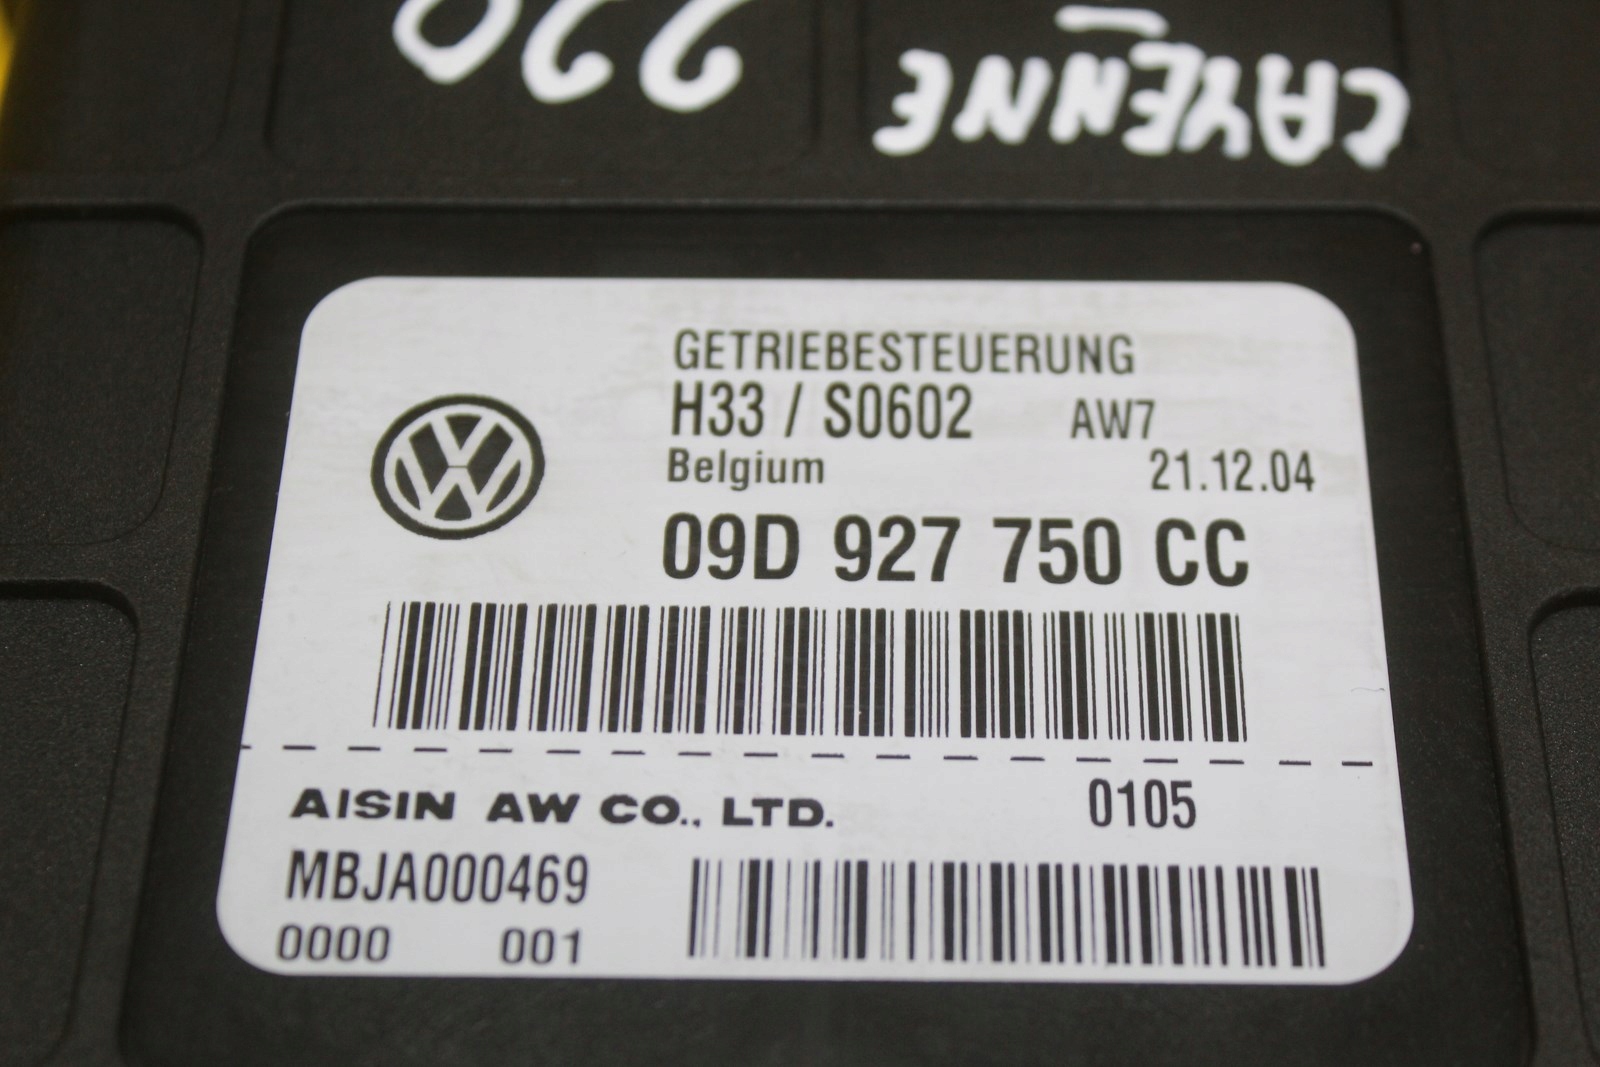 220 CAYENNE
GETRIEBESTEUERUNG
H33 / S0602 AW7
Belgium 21.12.04
09D 927 750 CC
AISIN AW CO., LTD. 0105
MBJA000469
0000 001